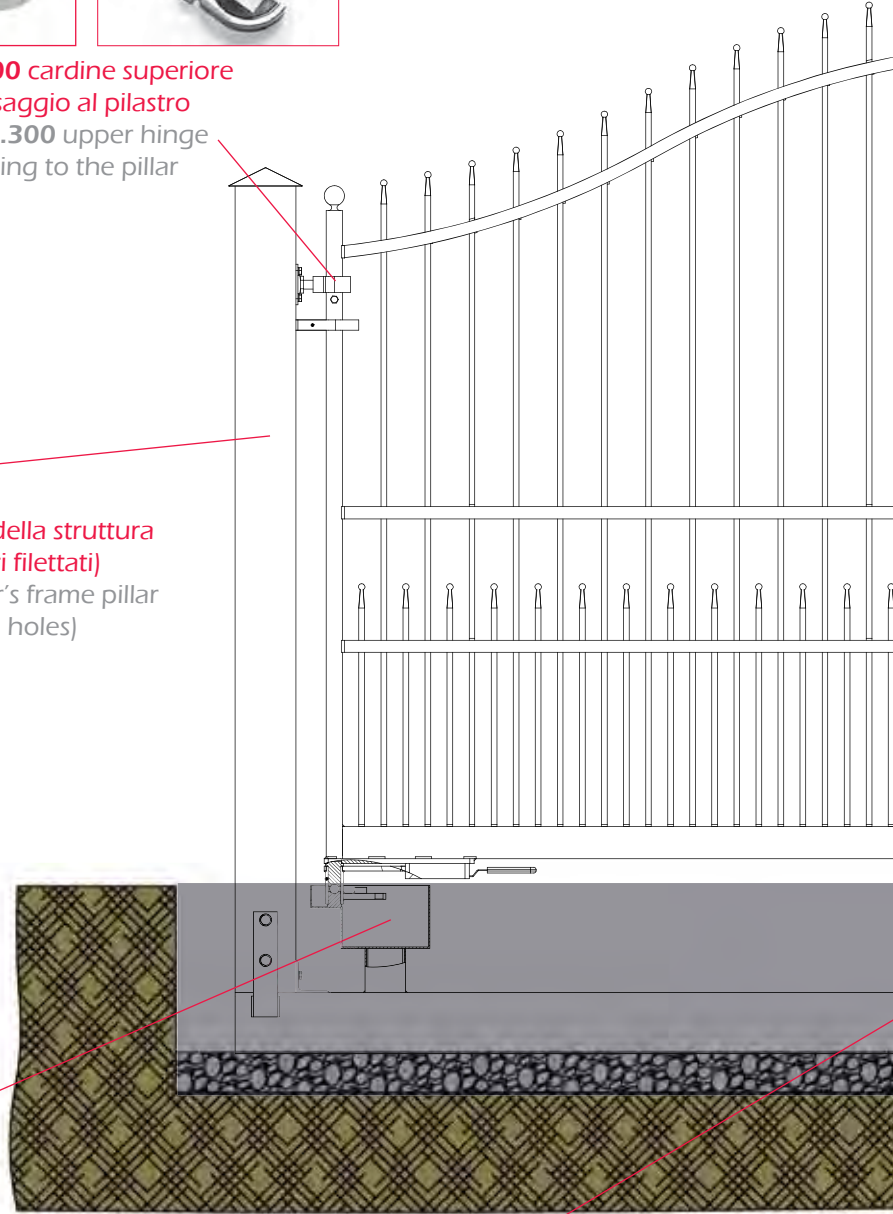 00 cardine superiore
saggio al pilastro
.300 upper hinge
ing to the pillar
della struttura
i filettati)
r's frame pillar
holes)